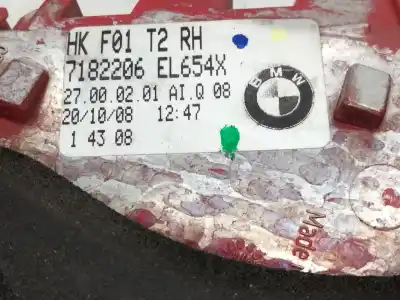 HK F01 T2 RH
7182206 EL654X
27.00.02.01 AI.Q 08
20/10/08 12:47
1 43 08
BMW
Made